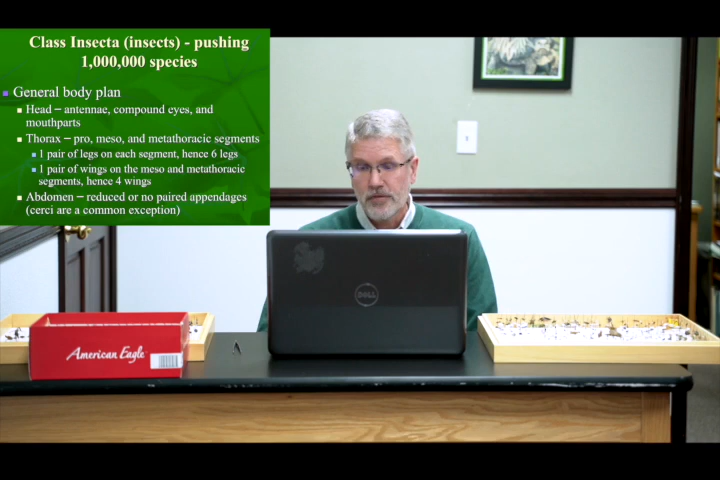 Class Insecta (insects) - pushing
1,000,000 species
General body plan
Head – antennae, compound eyes, and
mouthparts
Thorax – pro, meso, and metathoracic segments
1 pair of legs on each segment, hence 6 legs
1 pair of wings on the meso and metathoracic
segments, hence 4 wings
Abdomen – reduced or no paired appendages
(cerci are a common exception)
DELL
American Eagle